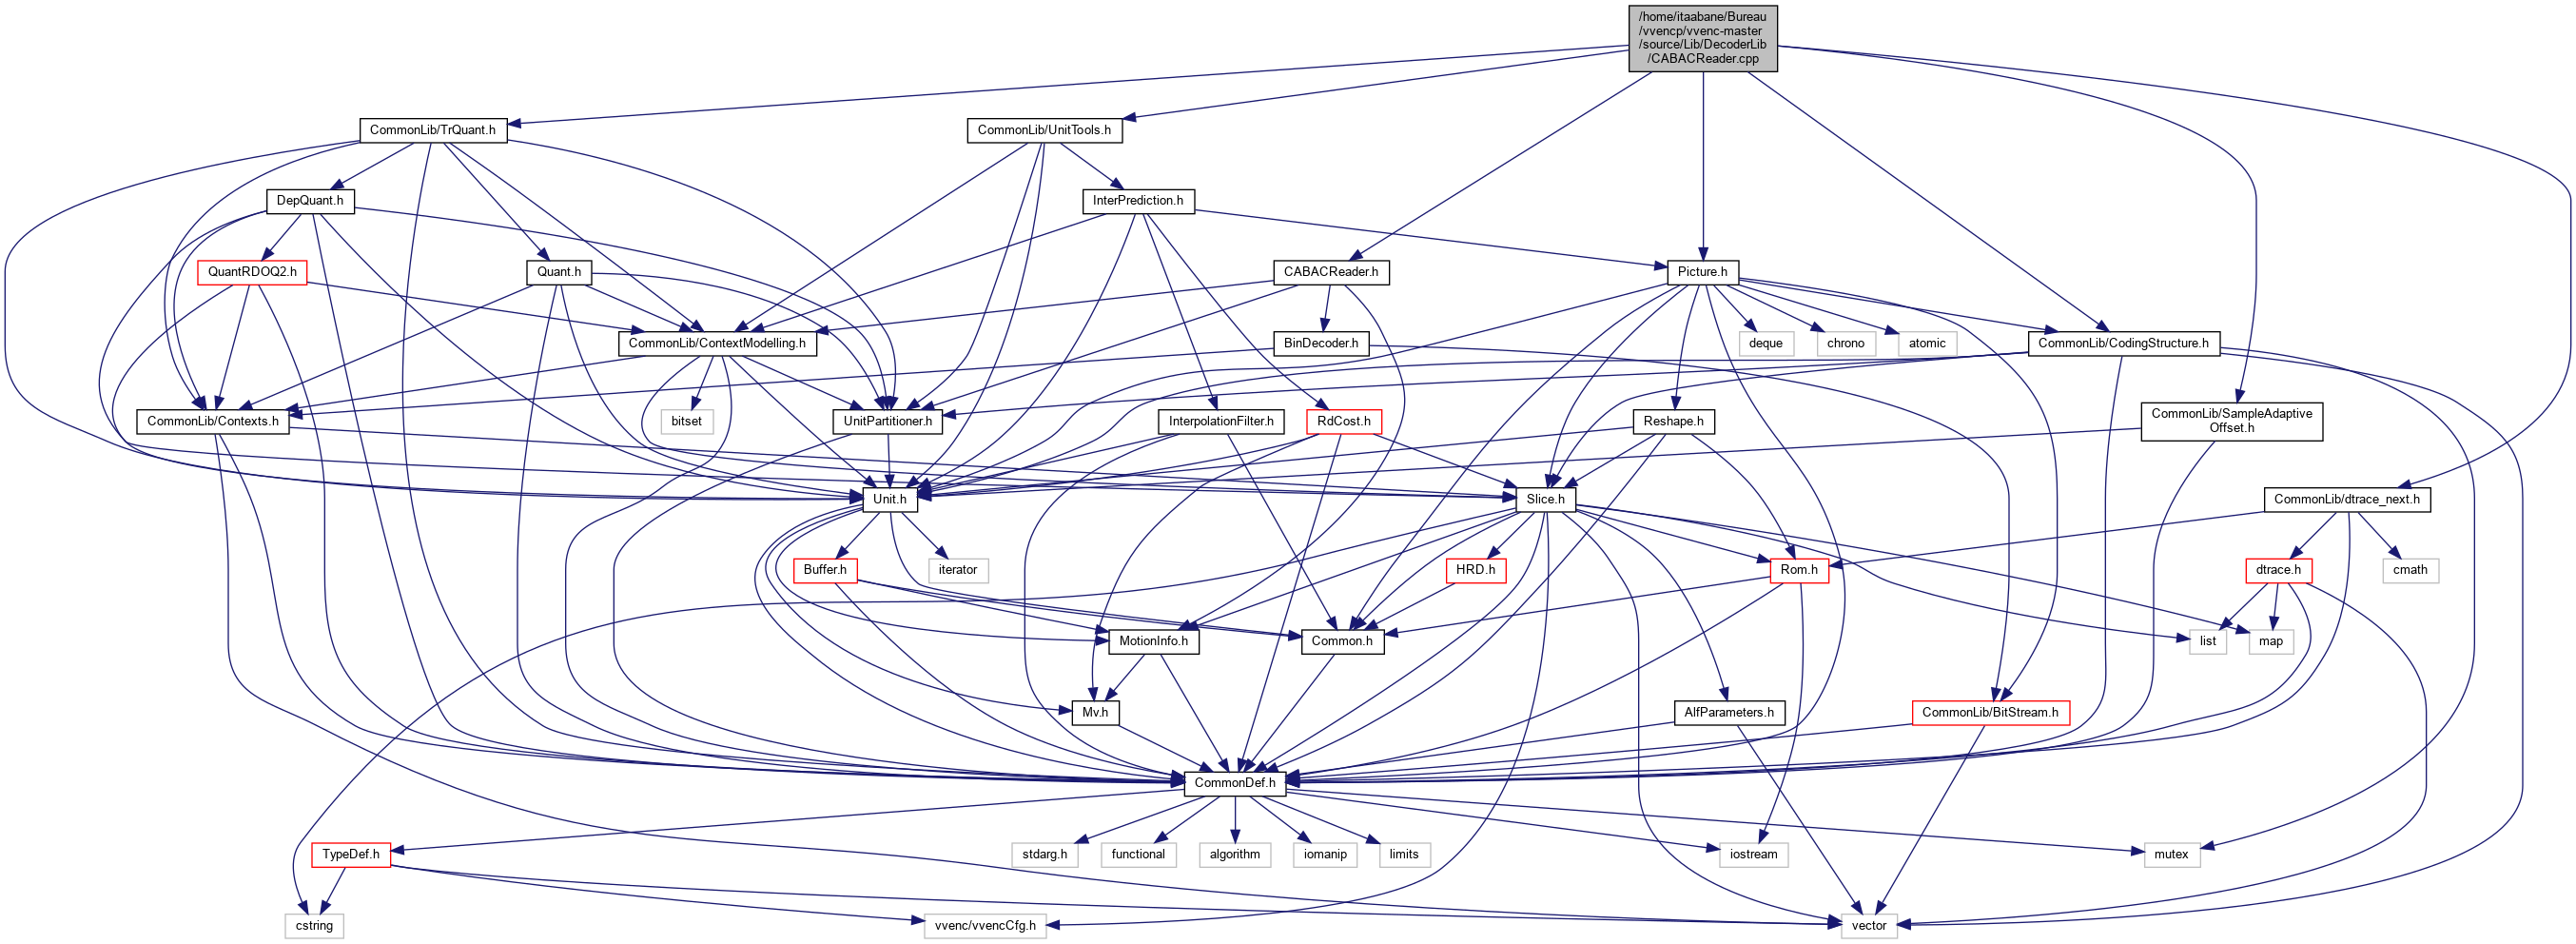 /home/itaabane/Bureau
/vvencp/vvenc-master
/source/Lib/DecoderLib
/CABACReader.cpp
CommonLib/TrQuant.h
CommonLib/UnitTools.h
DepQuant.h
InterPrediction.h
QuantRDOQ2.h
Quant.h
CABACReader.h
Picture.h
CommonLib/ContextModelling.h
BinDecoder.h
deque
chrono
atomic
CommonLib/CodingStructure.h
CommonLib/Contexts.h
bitset
UnitPartitioner.h
InterpolationFilter.h
RdCost.h
Reshape.h
CommonLib/SampleAdaptive
Offset.h
Unit.h
Slice.h
CommonLib/dtrace_next.h
Buffer.h
iterator
HRD.h
Rom.h
dtrace.h
cmath
MotionInfo.h
Common.h
list
map
Mv.h
AlfParameters.h
CommonLib/BitStream.h
CommonDef.h
TypeDef.h
stdarg.h
functional
algorithm
iomanip
limits
iostream
mutex
cstring
vvenc/vvencCfg.h
vector